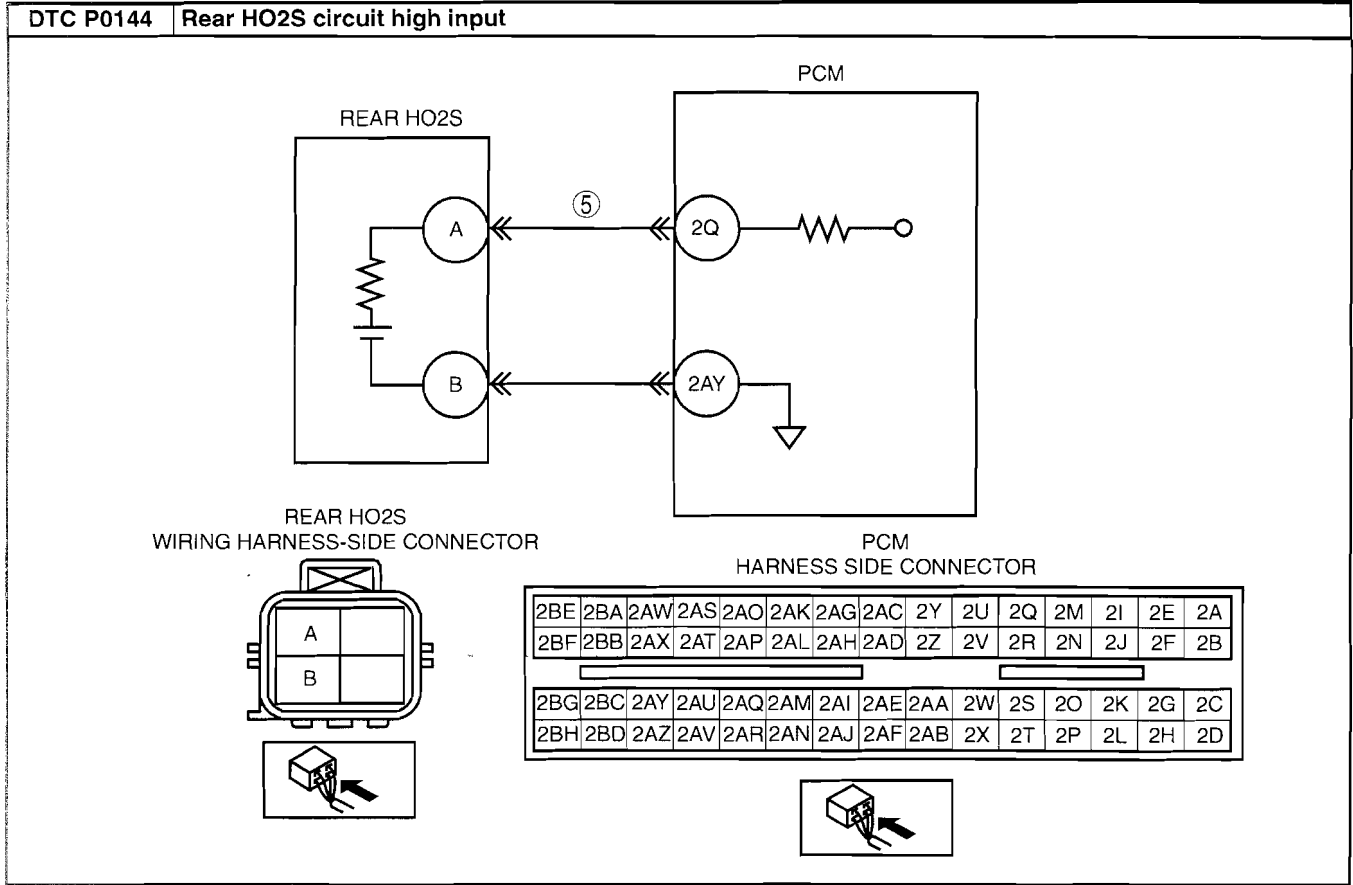 DTC P0144 Rear HO2S circuit high input
PCM
REAR HO2S
⑤
A
2Q
B
2AY
REAR HO2S
WIRING HARNESS-SIDE CONNECTOR
A
B
PCM
HARNESS SIDE CONNECTOR
2BE 2BA 2AW 2AS 2AO 2AK 2AG 2AC 2Y 2U 2Q 2M 2I 2E 2A
2BF 2BB 2AX 2AT 2AP 2AL 2AH 2AD 2Z 2V 2R 2N 2J 2F 2B
2BG 2BC 2AY 2AU 2AQ 2AM 2AI 2AE 2AA 2W 2S 2O 2K 2G 2C
2BH 2BD 2AZ 2AV 2AR 2AN 2AJ 2AF 2AB 2X 2T 2P 2L 2H 2D